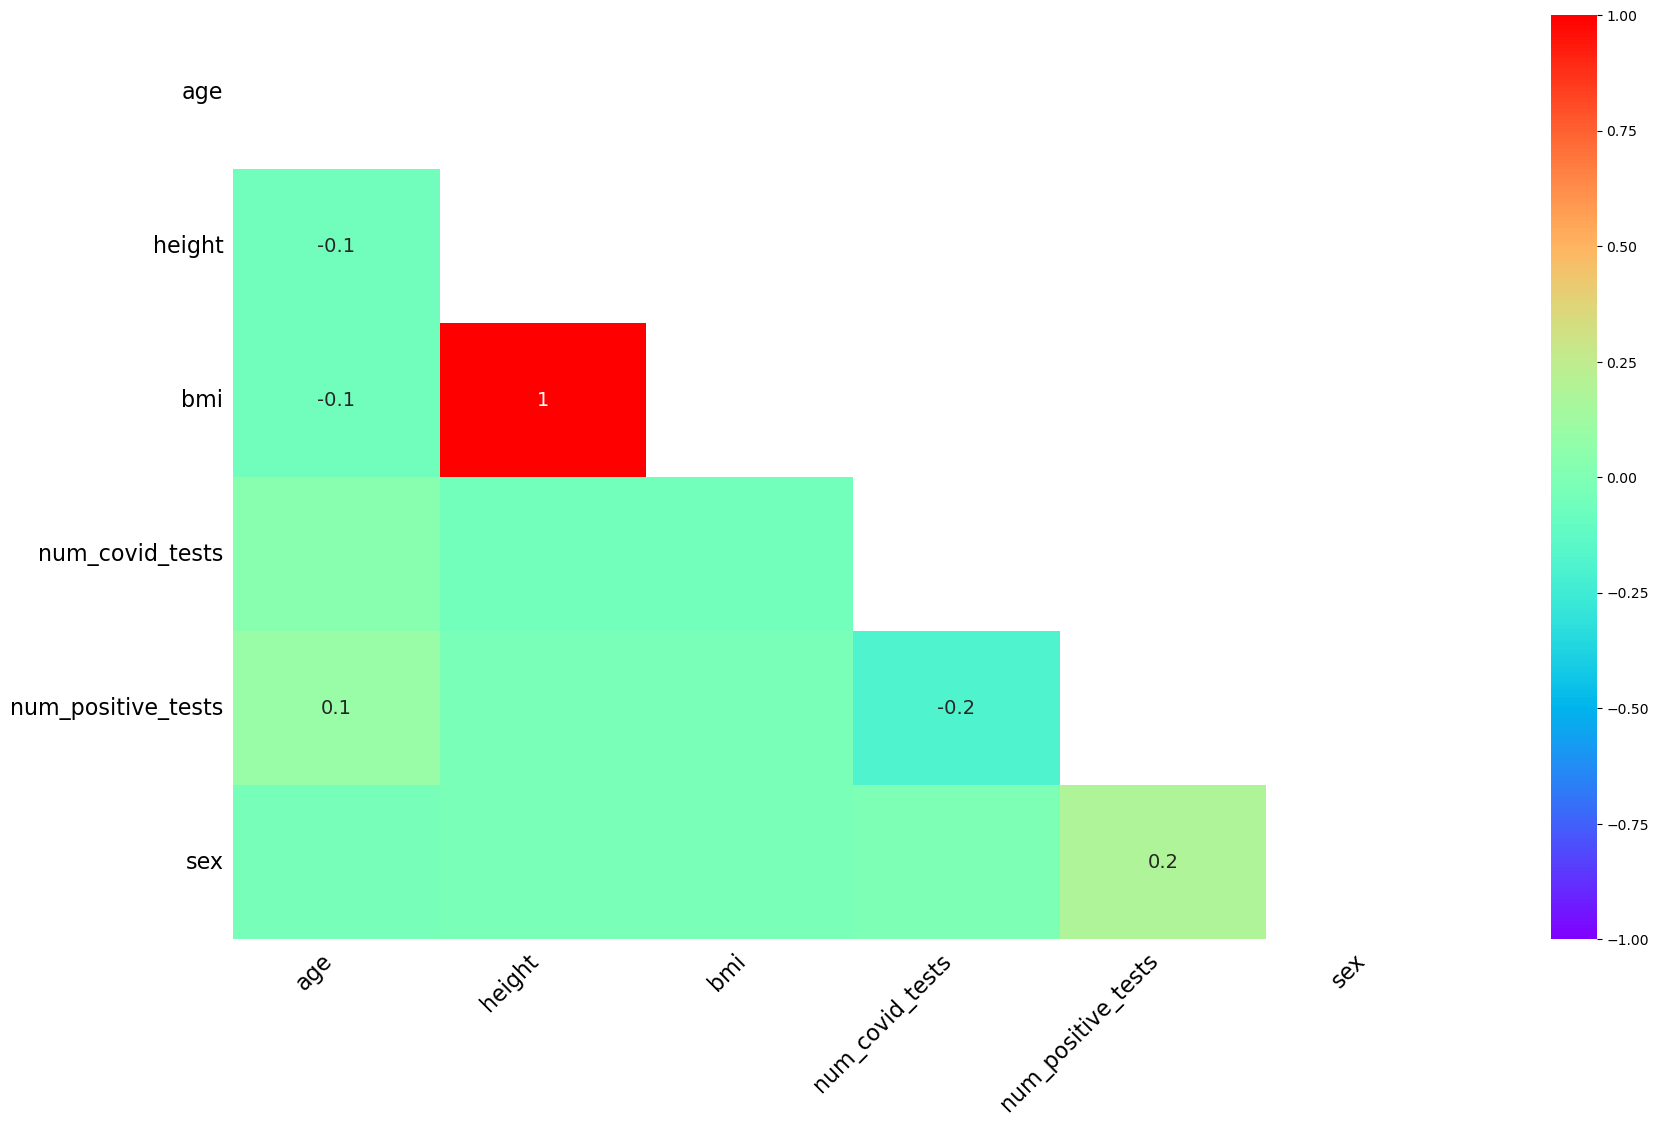 1.00
age
0.75
height
-0.1
0.50
bmi
-0.1
1
0.25
0.00
num_covid_tests
−0.25
num_positive_tests
0.1
-0.2
−0.50
−0.75
sex
0.2
−1.00
age
height
bmi
num_covid_tests
num_positive_tests
sex